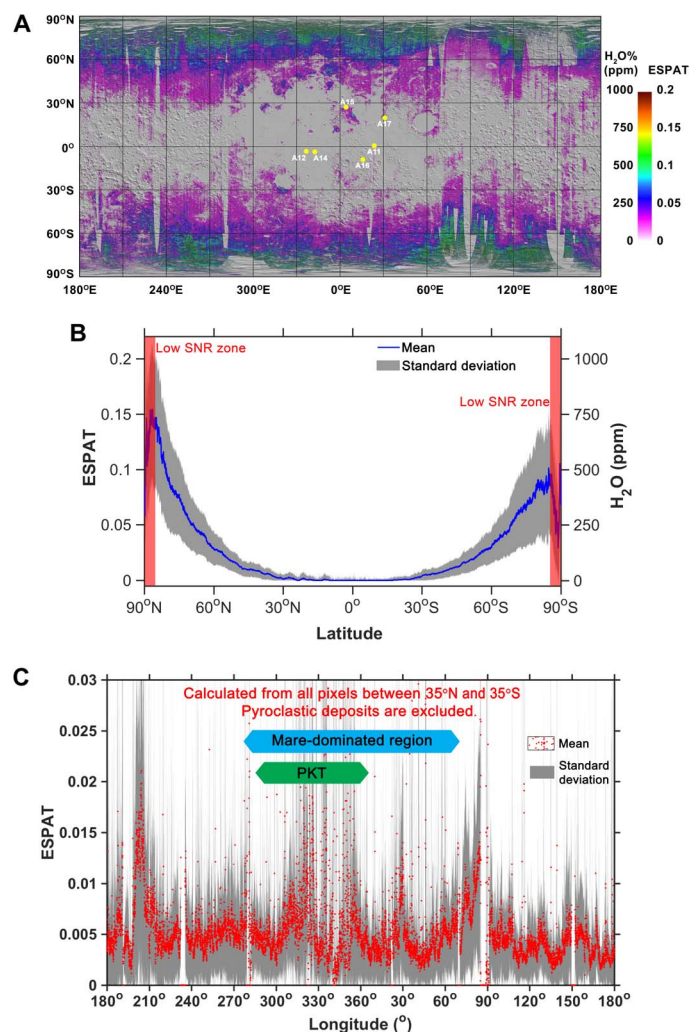 A
90°N
60°N
30°N
0°
30°S
60°S
90°S
A15
A17
A12
A14
A11
A16
180°E
240°E
300°E
0°E
60°E
120°E
180°E
H2O%
(ppm)
ESPAT
1000
0.2
750
0.15
500
0.1
250
0.05
0
0
B
Low SNR zone
Mean
Standard deviation
Low SNR zone
0.2
0.15
0.1
0.05
0
ESPAT
1000
750
500
250
0
H2O (ppm)
90°N
60°N
30°N
0°
30°S
60°S
90°S
Latitude
C
Calculated from all pixels between 35°N and 35°S
Pyroclastic deposits are excluded.
Mare-dominated region
PKT
Mean
Standard
deviation
0.03
0.025
0.02
0.015
0.01
0.005
0
ESPAT
180°
210°
240°
270°
300°
330°
360°
30°
60°
90°
120°
150°
180°
Longitude (°)